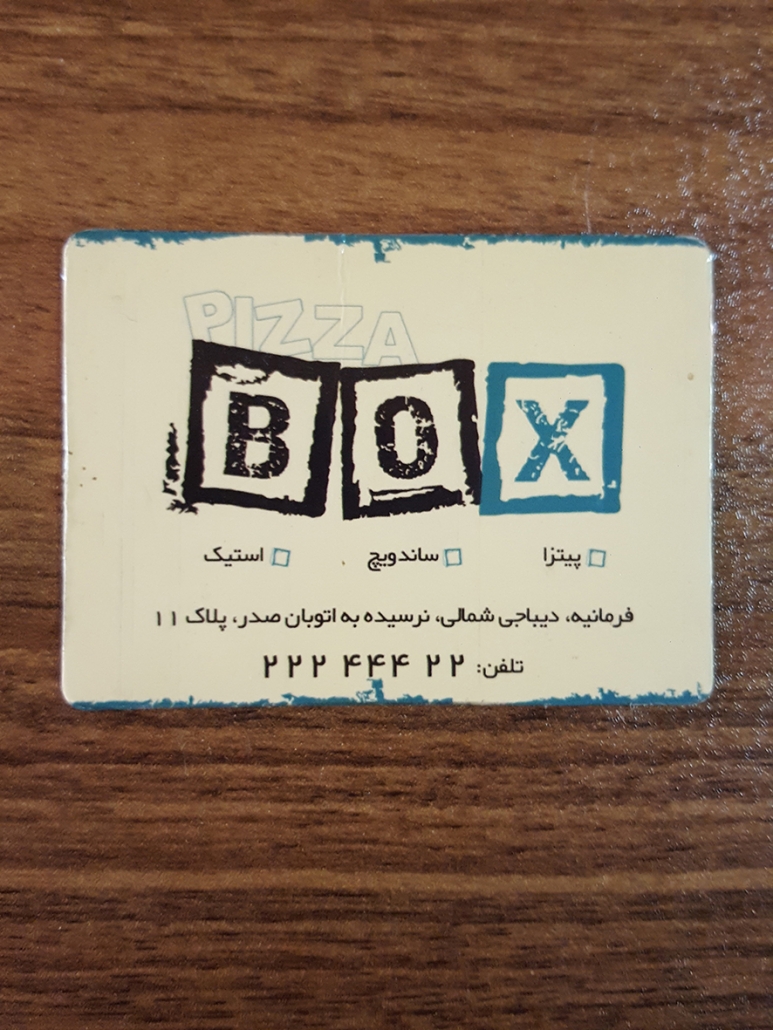 PIZZA
BOX
پیتزا ساندویچ استیک
فرمانیه، دیباجی شمالی، نرسیده به اتوبان صدر، پلاک ۱۱
تلفن: ۲۲ ۴۴۴ ۲۲۲